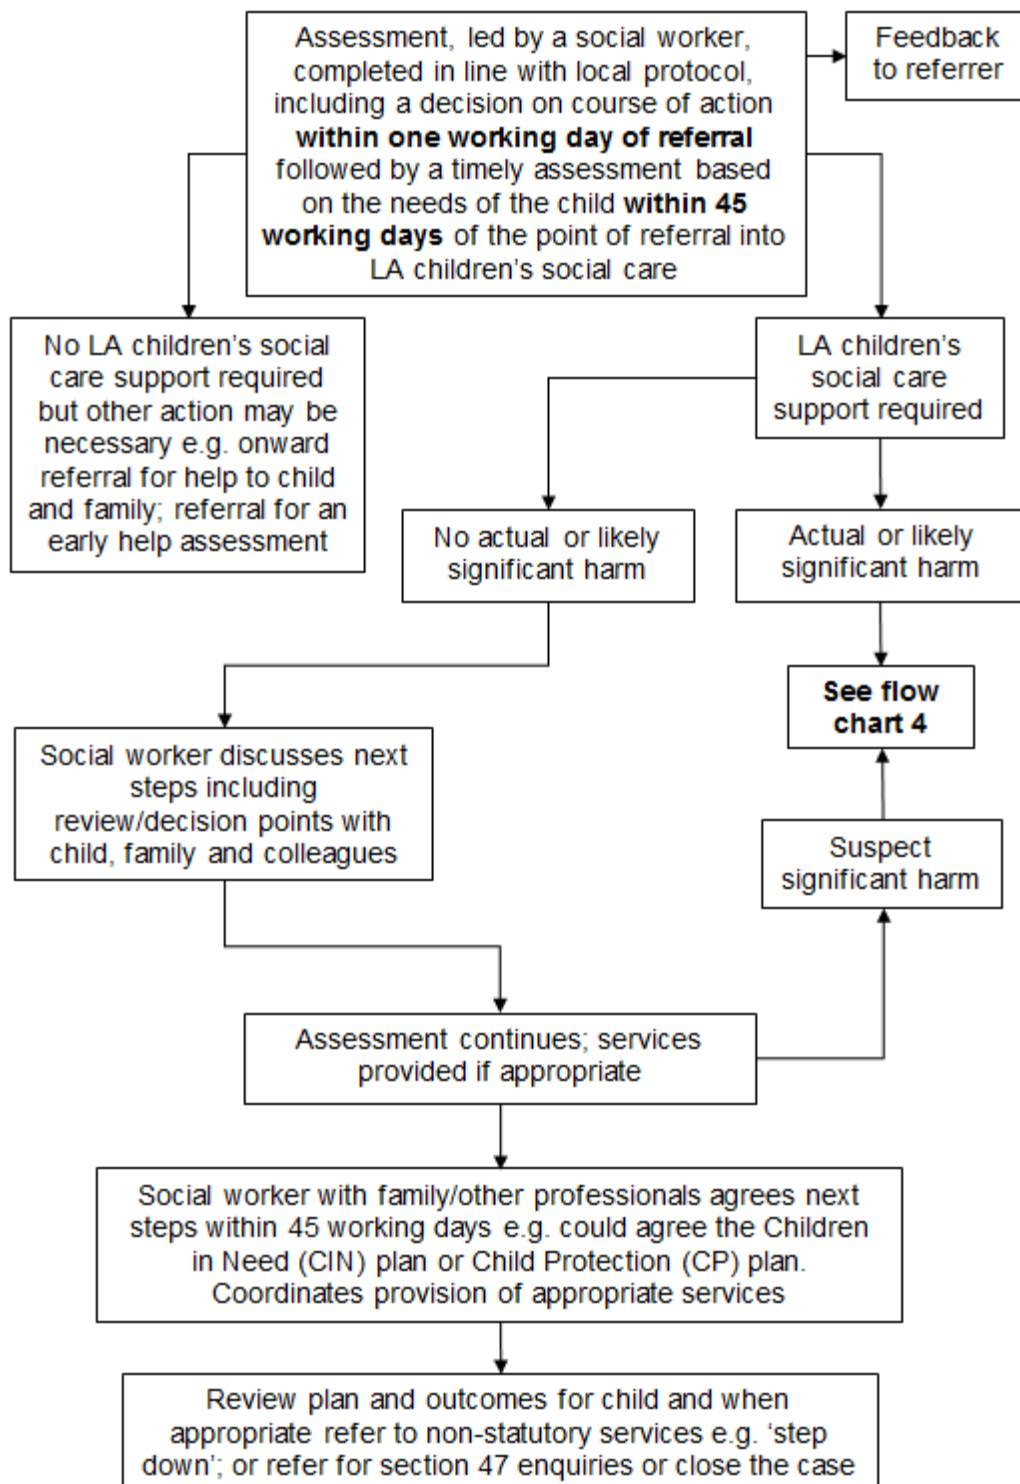 Assessment, led by a social worker,
completed in line with local protocol,
including a decision on course of action
within one working day of referral
followed by a timely assessment based
on the needs of the child within 45
working days of the point of referral into
LA children's social care
Feedback
to referrer
No LA children's social
care support required
but other action may be
necessary e.g. onward
referral for help to child
and family; referral for an
early help assessment
LA children's
social care
support required
No actual or likely
significant harm
Actual or likely
significant harm
See flow
chart 4
Social worker discusses next
steps including
review/decision points with
child, family and colleagues
Suspect
significant harm
Assessment continues; services
provided if appropriate
Social worker with family/other professionals agrees next
steps within 45 working days e.g. could agree the Children
in Need (CIN) plan or Child Protection (CP) plan.
Coordinates provision of appropriate services
Review plan and outcomes for child and when
appropriate refer to non-statutory services e.g. ‘step
down’; or refer for section 47 enquiries or close the case